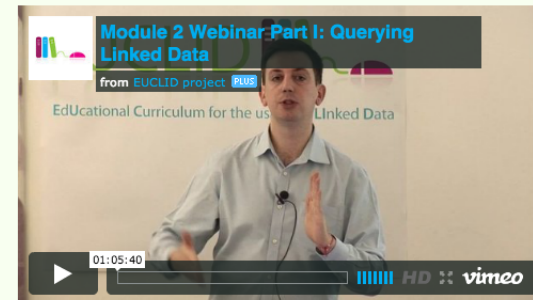 Module 2 Webinar Part I: Querying
Linked Data
from EUCLID project PLUS
EdUcational Curriculum for the us LInked Data
01:05:40
HD vimeo